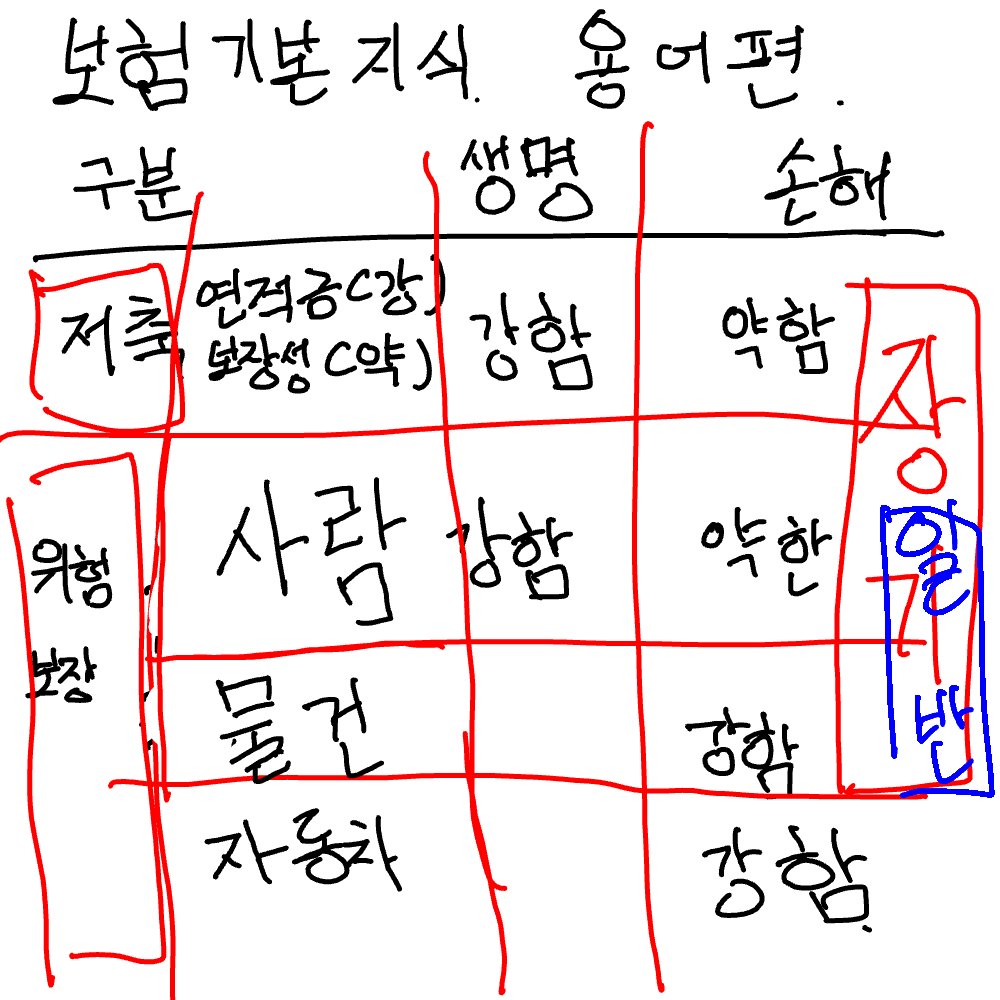 보험 기본 지식. 용어편.
구분 생명 손해
저축 연적금(강) 강함 약함
보장성(약)
위험 보장 사람 강함 약한
물건 강함
자동차 강함.
장기
일반